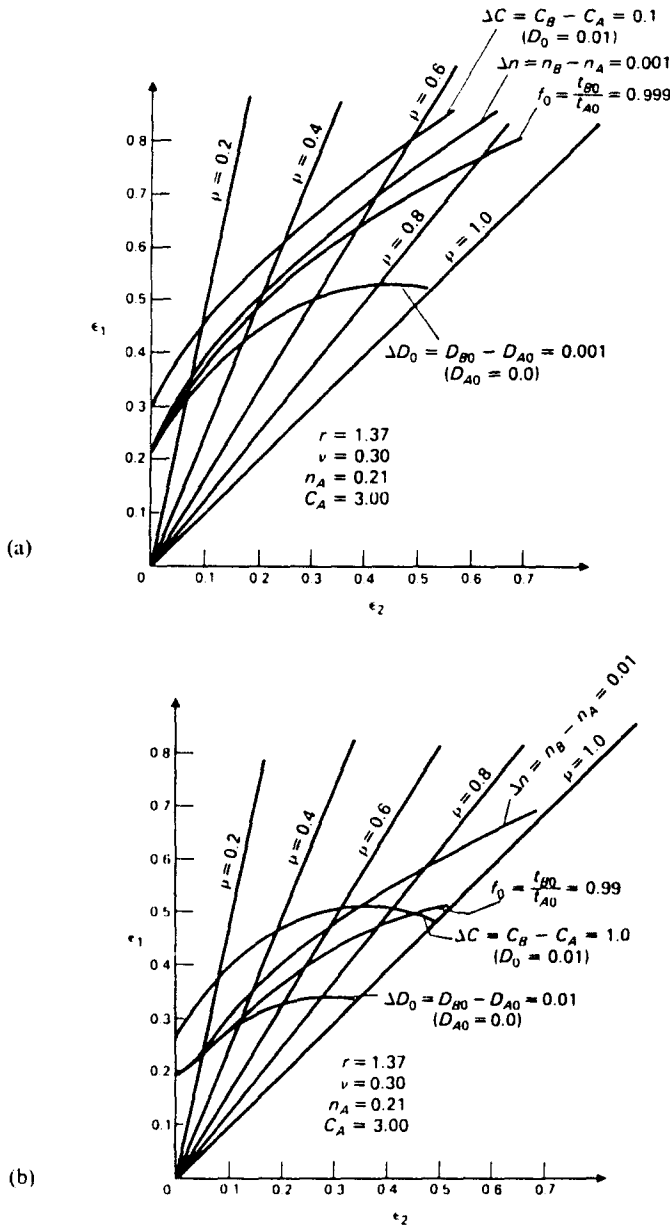 ΔC = C_B − C_A = 0.1
(D_0 = 0.01)
Δn = n_B − n_A = 0.001
f_0 = t_B0/t_A0 = 0.999
0.8
0.7
0.6
0.5
0.4
0.3
0.2
0.1
0
ε_1
μ = 0.2
μ = 0.4
μ = 0.6
μ = 0.8
μ = 1.0
ΔD_0 = D_B0 − D_A0 = 0.001
(D_A0 = 0.0)
r = 1.37
ν = 0.30
n_A = 0.21
C_A = 3.00
0.1 0.2 0.3 0.4 0.5 0.6 0.7
ε_2
(a)
0.8
0.7
0.6
0.5
0.4
0.3
0.2
0.1
0
ε_1
μ = 0.2
μ = 0.4
μ = 0.6
μ = 0.8
Δn = n_B − n_A = 0.01
μ = 1.0
f_0 = t_B0/t_A0 = 0.99
ΔC = C_B − C_A = 1.0
(D_0 = 0.01)
ΔD_0 = D_B0 − D_A0 = 0.01
(D_A0 = 0.0)
r = 1.37
ν = 0.30
n_A = 0.21
C_A = 3.00
0.1 0.2 0.3 0.4 0.5 0.6 0.7
ε_2
(b)